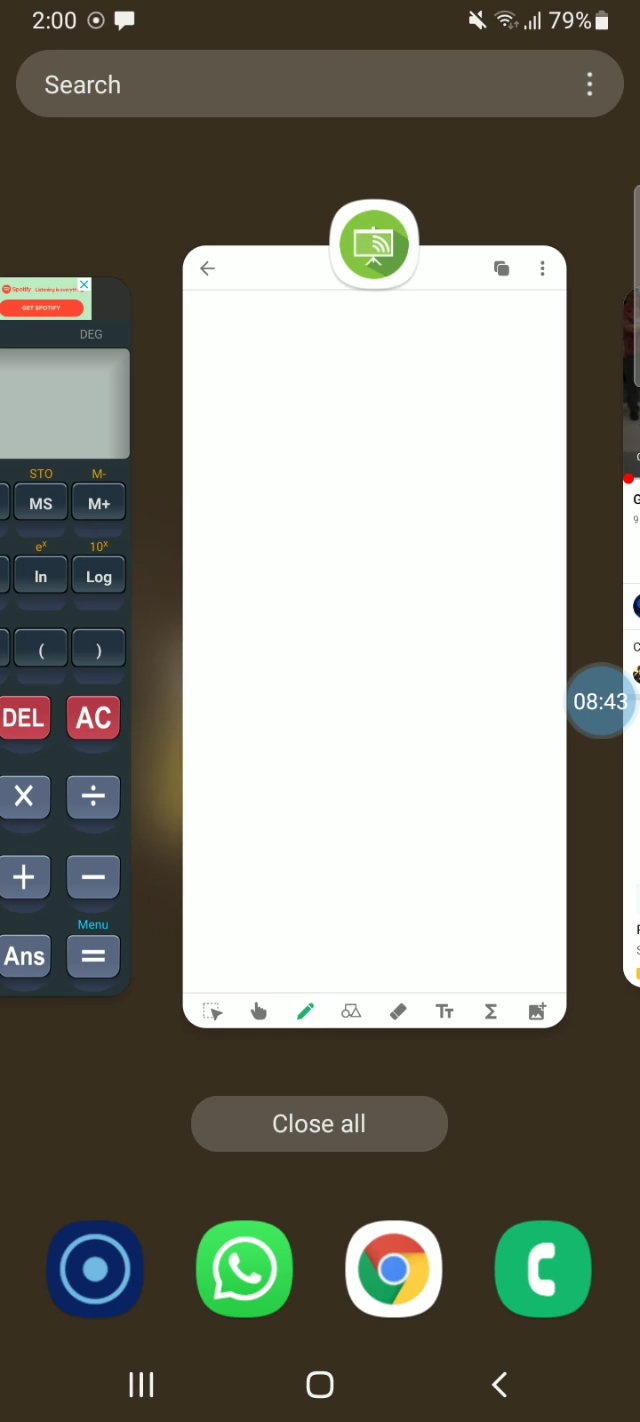 2:00
79%
Search
Spotify
GET SPOTIFY
DEG
STO M-
MS M+
eˣ 10ˣ
ln Log
( )
DEL AC
× ÷
+ −
Menu
Ans =
08:43
Tт Σ
Close all